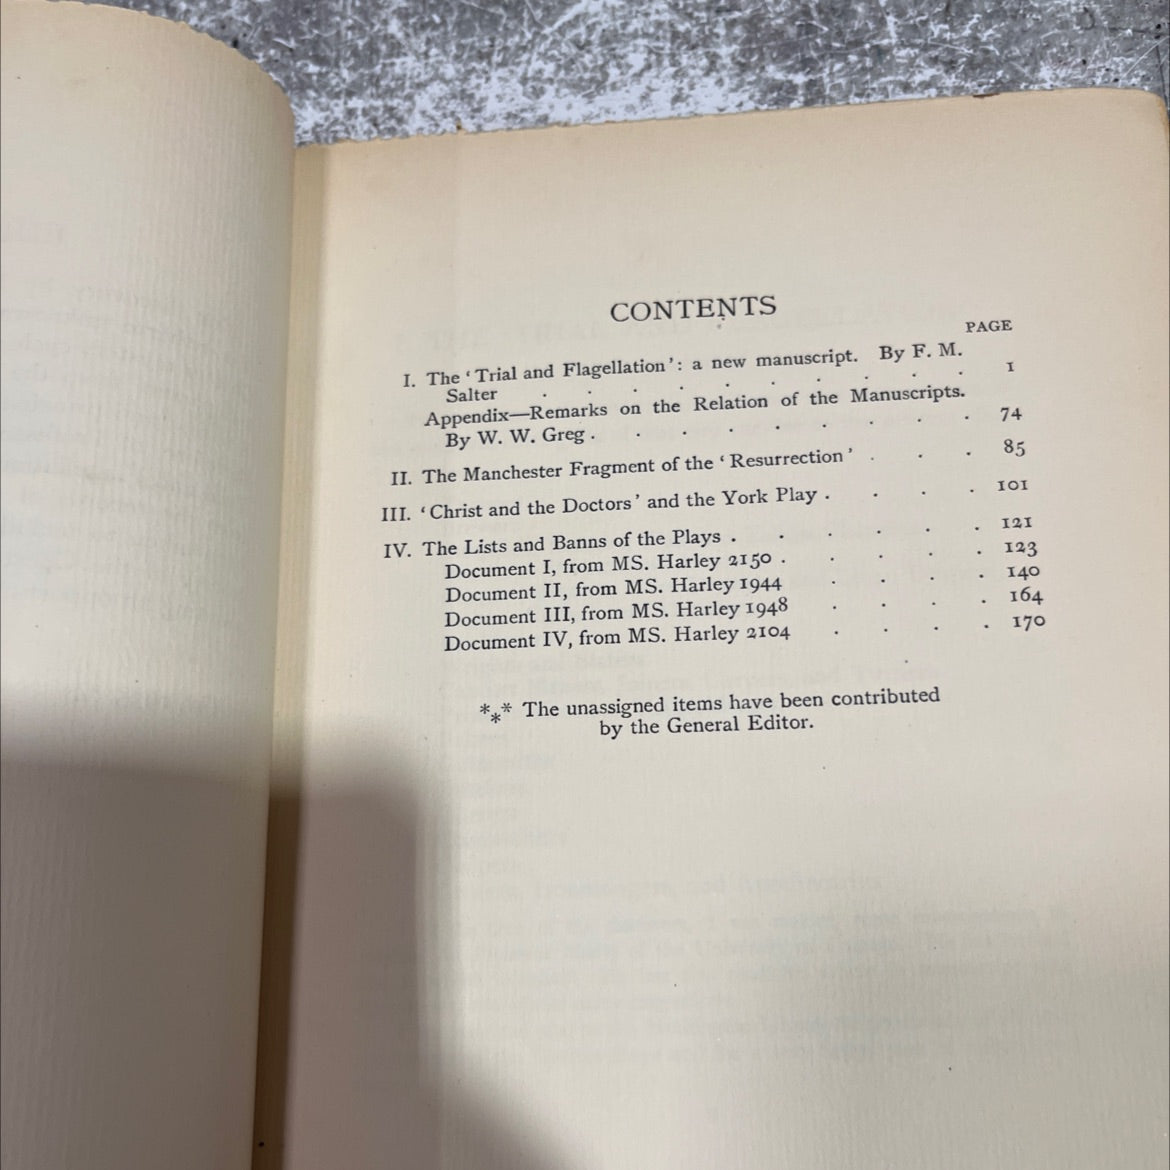 CONTENTS
PAGE
I. The ‘Trial and Flagellation’: a new manuscript. By F. M.
Salter . . . . . . . . . . 1
Appendix—Remarks on the Relation of the Manuscripts.
By W. W. Greg . . . . . . . . . 74
II. The Manchester Fragment of the ‘Resurrection’ . . . 85
III. ‘Christ and the Doctors’ and the York Play . . . . 101
IV. The Lists and Banns of the Plays . . . . . . 121
Document I, from MS. Harley 2150 . . . . . 123
Document II, from MS. Harley 1944 . . . . 140
Document III, from MS. Harley 1948 . . . . 164
Document IV, from MS. Harley 2104 . . . . 170
*⁎* The unassigned items have been contributed
by the General Editor.